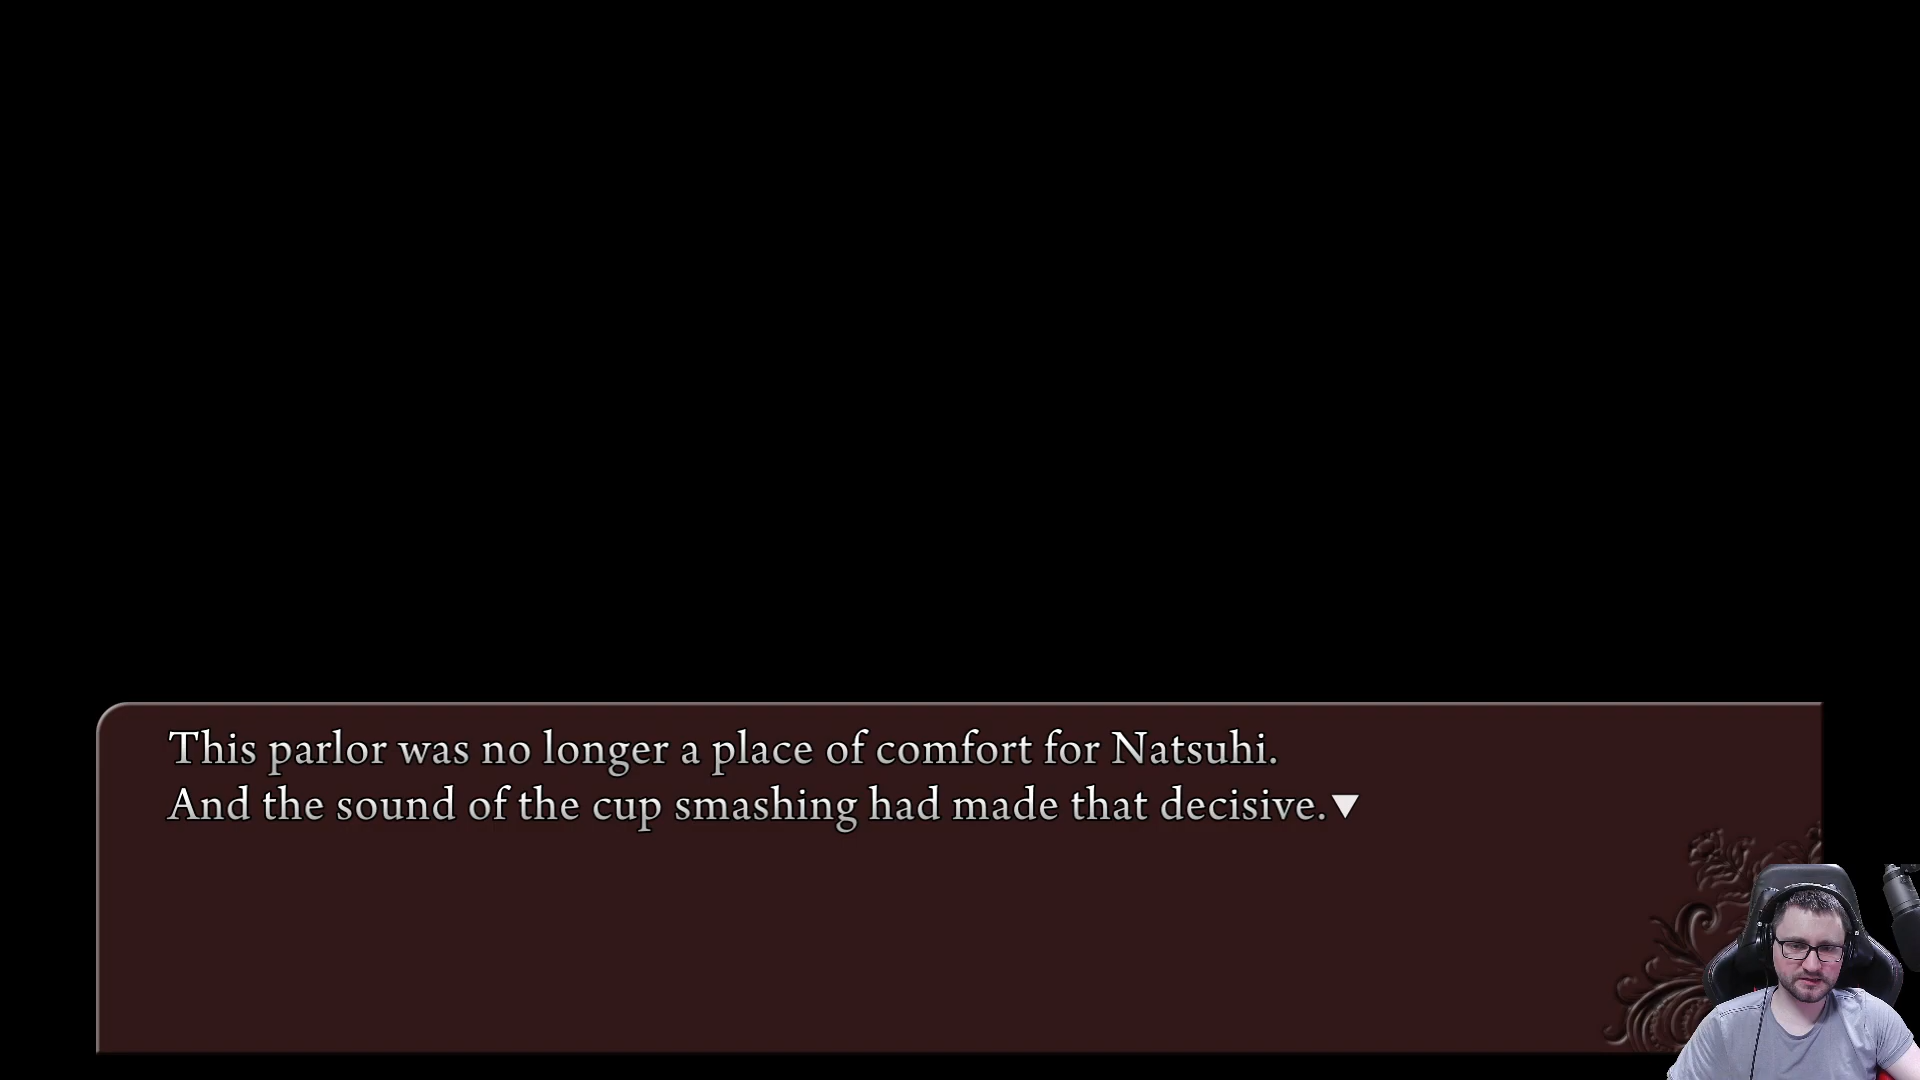 This parlor was no longer a place of comfort for Natsuhi.
And the sound of the cup smashing had made that decisive.▼